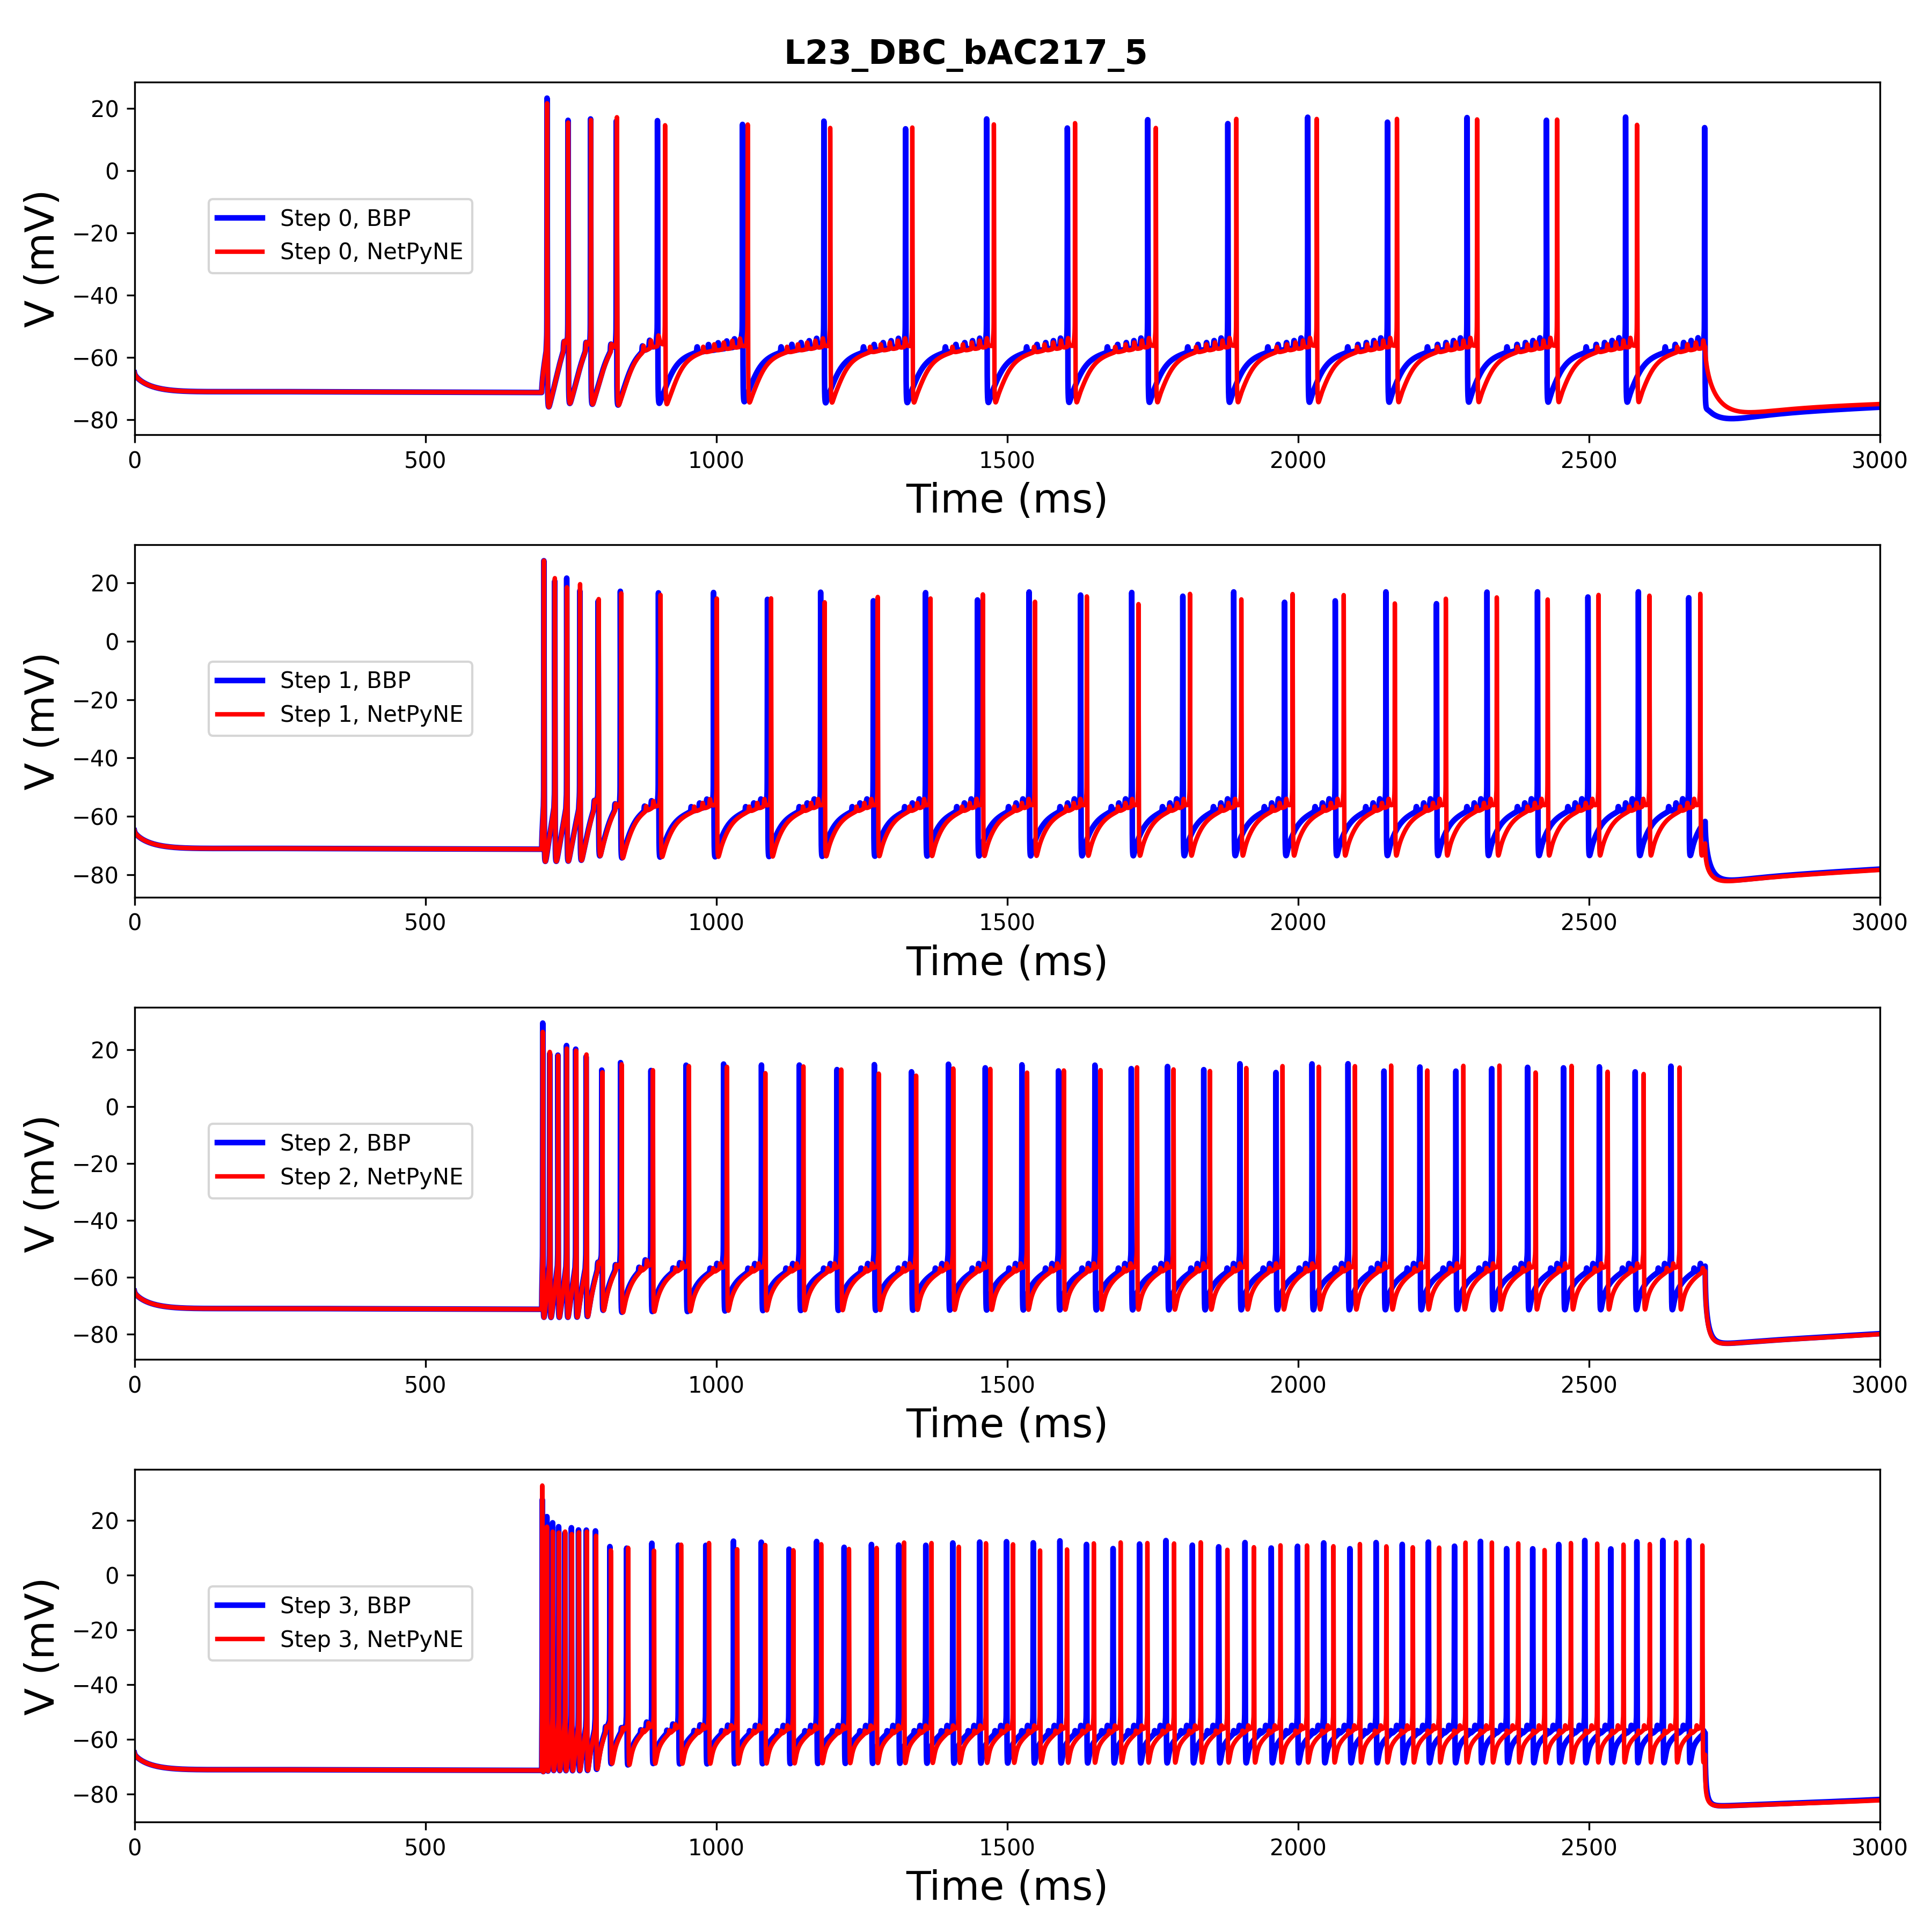 L23_DBC_bAC217_5
20
0
−20
−40
−60
−80
V (mV)
Step 0, BBP
Step 0, NetPyNE
0 500 1000 1500 2000 2500 3000
Time (ms)
20
0
−20
−40
−60
−80
V (mV)
Step 1, BBP
Step 1, NetPyNE
0 500 1000 1500 2000 2500 3000
Time (ms)
20
0
−20
−40
−60
−80
V (mV)
Step 2, BBP
Step 2, NetPyNE
0 500 1000 1500 2000 2500 3000
Time (ms)
20
0
−20
−40
−60
−80
V (mV)
Step 3, BBP
Step 3, NetPyNE
0 500 1000 1500 2000 2500 3000
Time (ms)